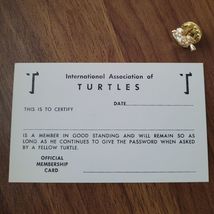 International Association of
TURTLES
DATE
THIS IS TO CERTIFY
IS A MEMBER IN GOOD STANDING AND WILL REMAIN SO AS
LONG AS HE CONTINUES TO GIVE THE PASSWORD WHEN ASKED
BY A FELLOW TURTLE.
OFFICIAL
MEMBERSHIP
CARD